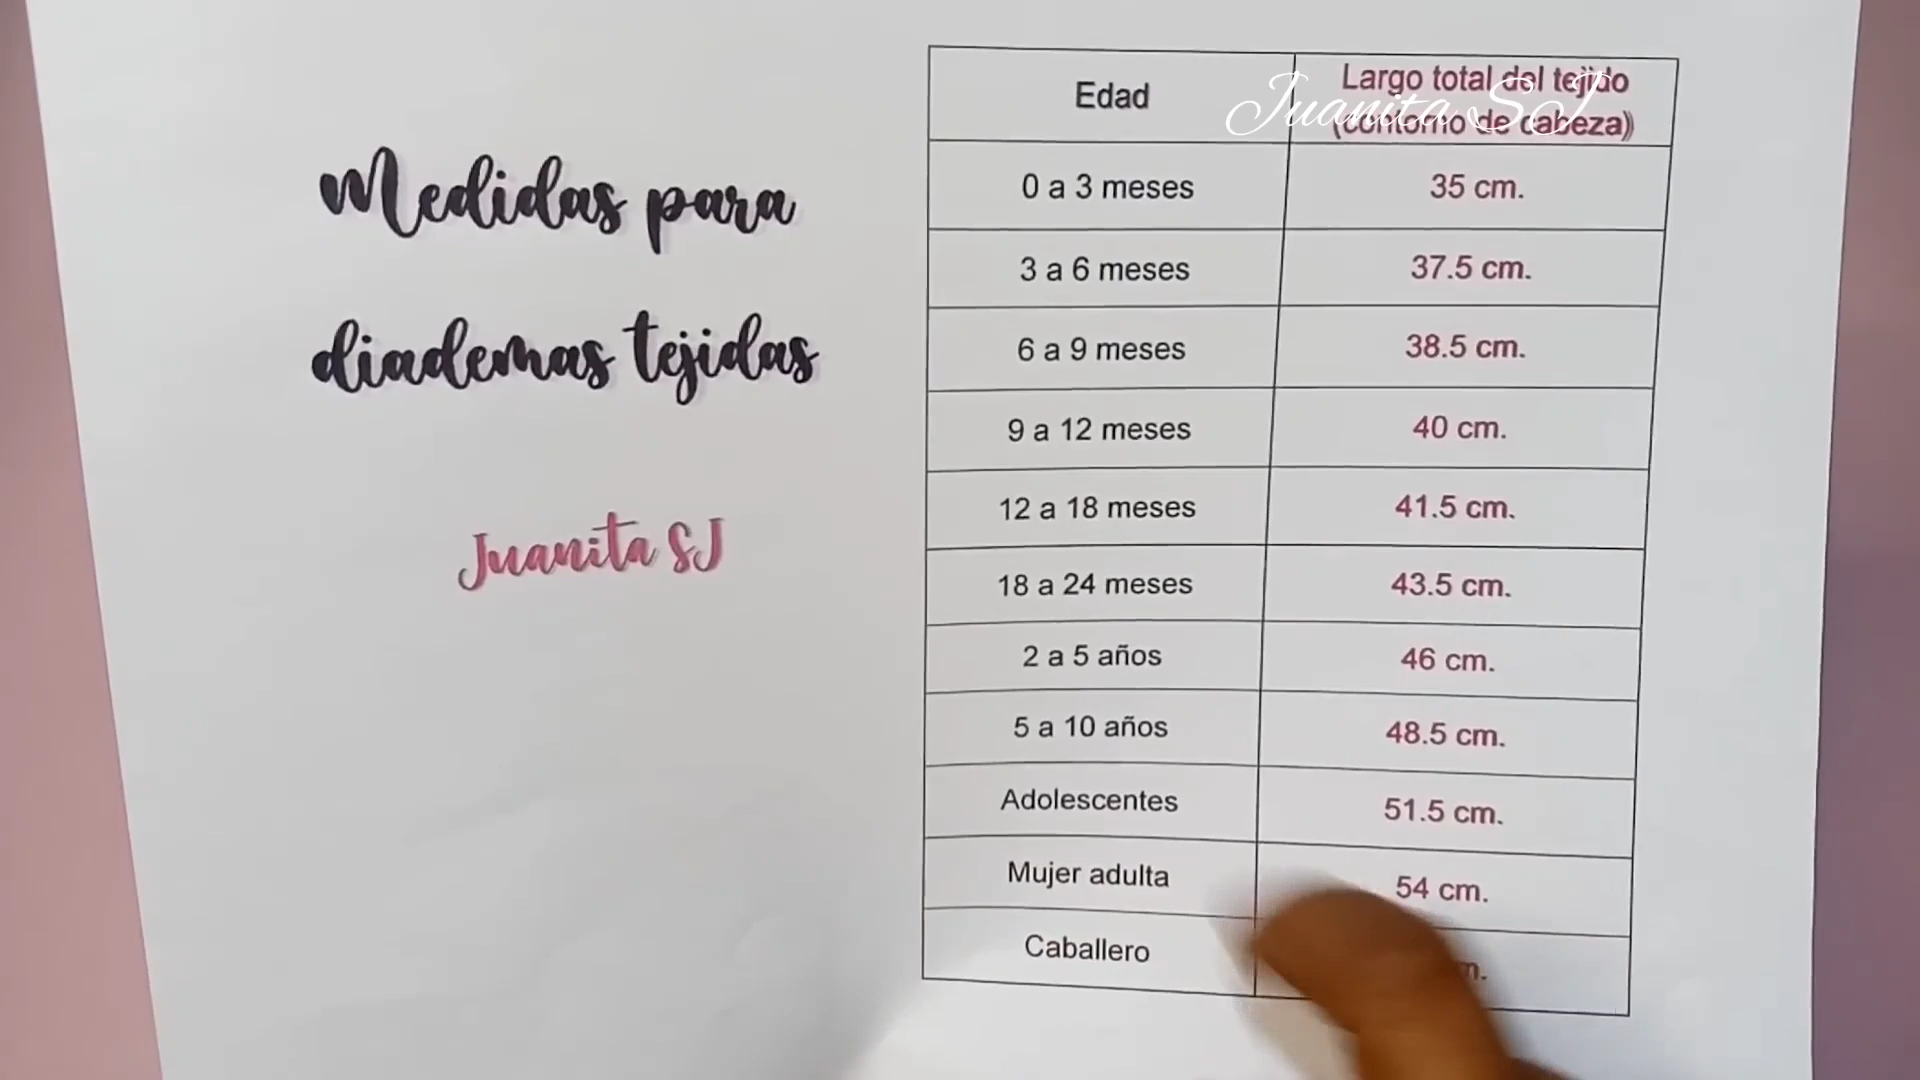 Medidas para
diademas tejidas
Juanita SJ
Juanita SJ
Edad
Largo total del tejido
(contorno de cabeza)
0 a 3 meses
35 cm.
3 a 6 meses
37.5 cm.
6 a 9 meses
38.5 cm.
9 a 12 meses
40 cm.
12 a 18 meses
41.5 cm.
18 a 24 meses
43.5 cm.
2 a 5 años
46 cm.
5 a 10 años
48.5 cm.
Adolescentes
51.5 cm.
Mujer adulta
54 cm.
Caballero